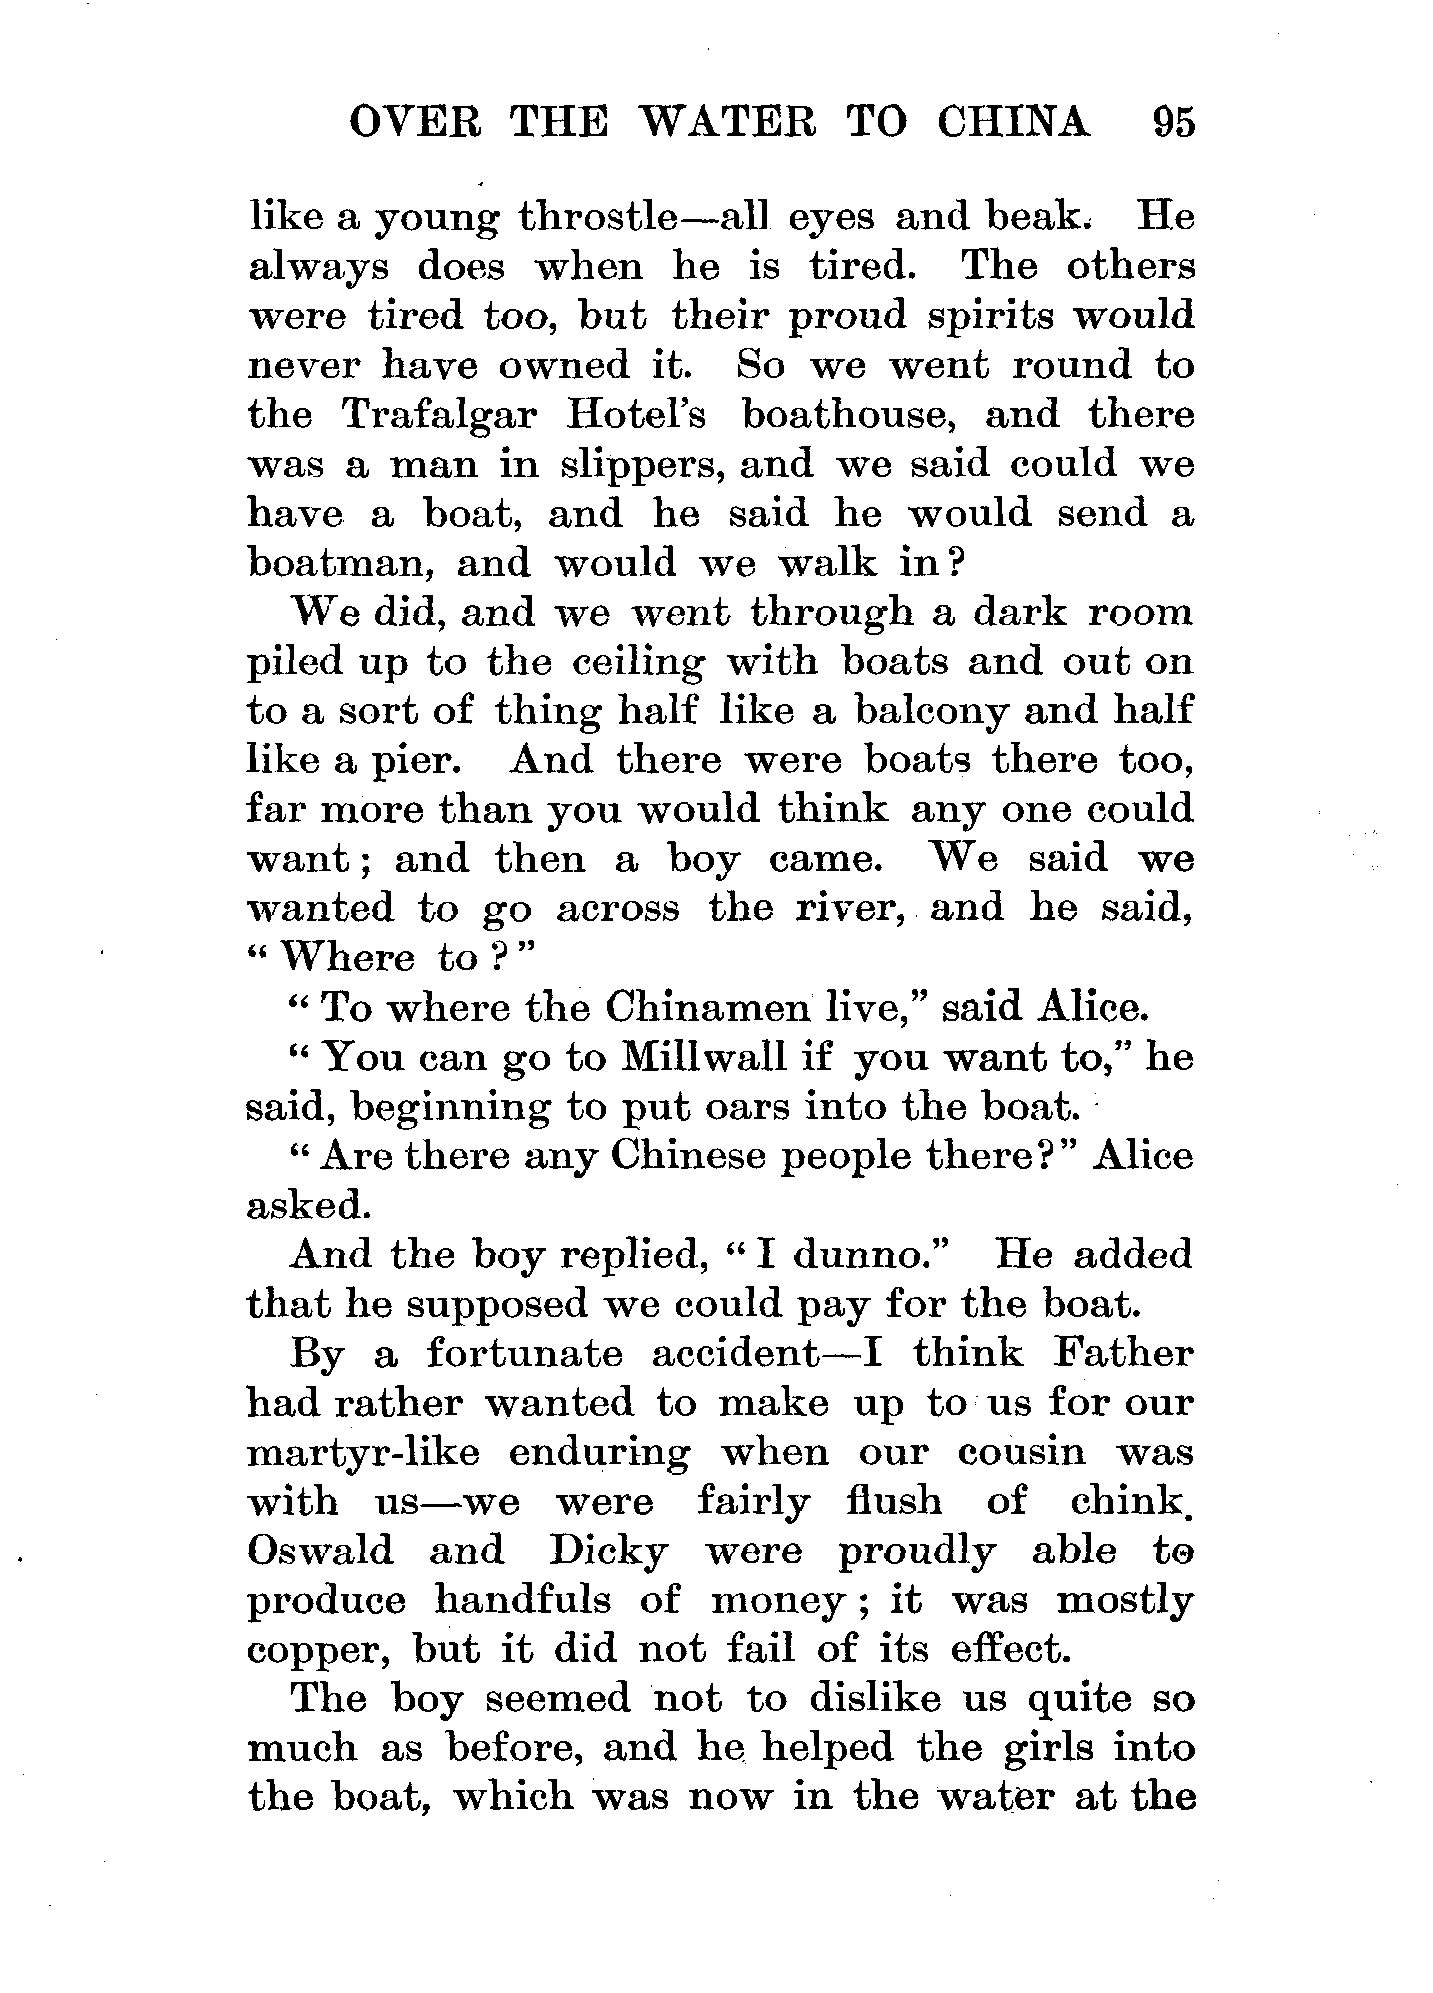 OVER THE WATER TO CHINA 95
like a young throstle—all eyes and beak. He
always does when he is tired. The others
were tired too, but their proud spirits would
never have owned it. So we went round to
the Trafalgar Hotel's boathouse, and there
was a man in slippers, and we said could we
have a boat, and he said he would send a
boatman, and would we walk in?
We did, and we went through a dark room
piled up to the ceiling with boats and out on
to a sort of thing half like a balcony and half
like a pier. And there were boats there too,
far more than you would think any one could
want; and then a boy came. We said we
wanted to go across the river, and he said,
"Where to?"
"To where the Chinamen live," said Alice.
"You can go to Millwall if you want to," he
said, beginning to put oars into the boat.
"Are there any Chinese people there?" Alice
asked.
And the boy replied, "I dunno." He added
that he supposed we could pay for the boat.
By a fortunate accident—I think Father
had rather wanted to make up to us for our
martyr-like enduring when our cousin was
with us—we were fairly flush of chink.
Oswald and Dicky were proudly able to
produce handfuls of money; it was mostly
copper, but it did not fail of its effect.
The boy seemed not to dislike us quite so
much as before, and he helped the girls into
the boat, which was now in the water at the